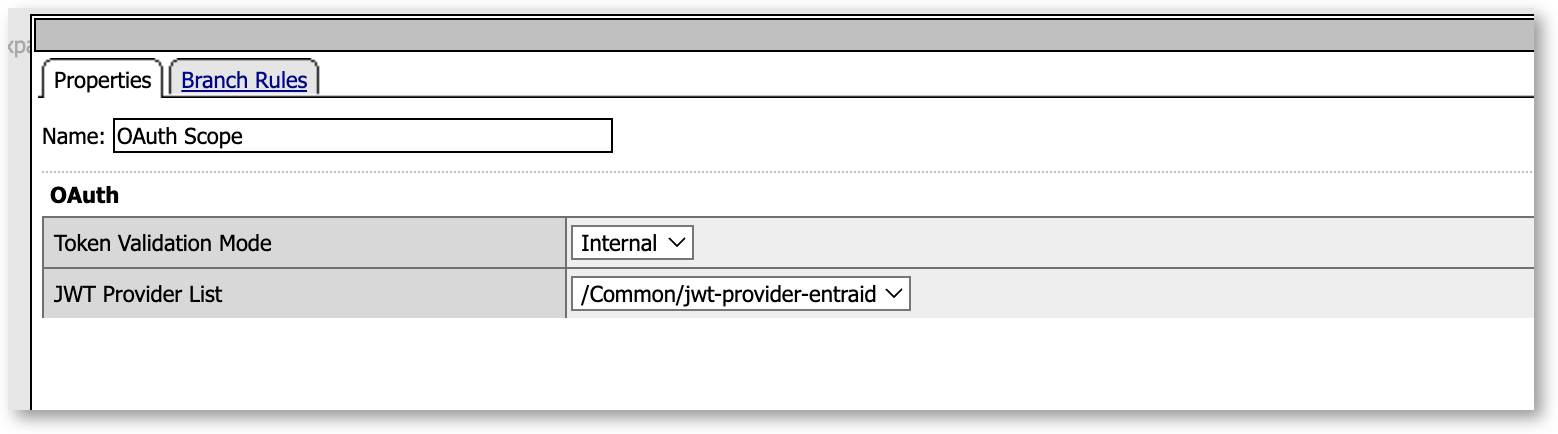 Properties Branch Rules
Name: OAuth Scope
OAuth
Token Validation Mode Internal
JWT Provider List /Common/jwt-provider-entraid